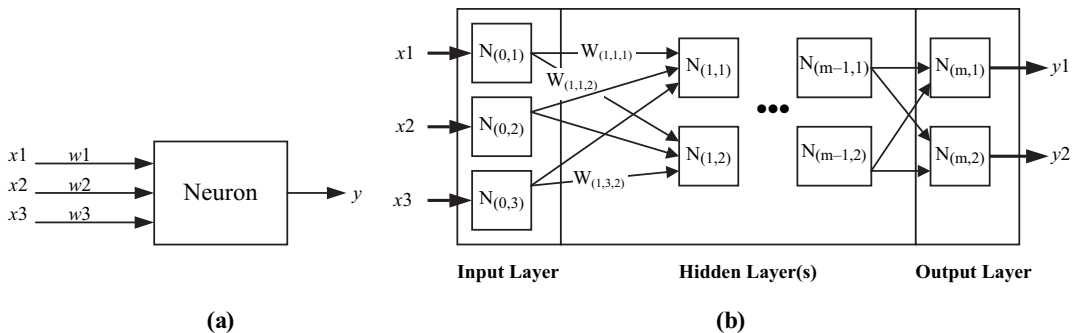 x1 w1
x2 w2
x3 w3
Neuron
y
(a)
x1
x2
x3
N(0,1)
N(0,2)
N(0,3)
W(1,1,1)
W(1,1,2)
W(1,3,2)
N(1,1)
N(1,2)
•••
N(m–1,1)
N(m–1,2)
N(m,1)
N(m,2)
y1
y2
Input Layer
Hidden Layer(s)
Output Layer
(b)